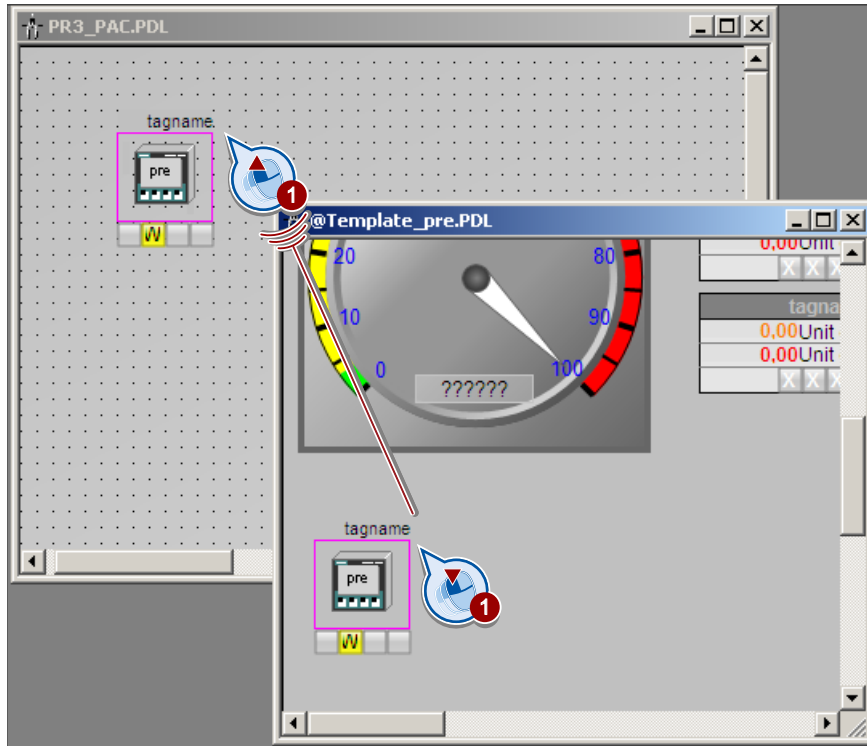 PR3_PAC.PDL
tagname.
pre
W
1
@Template_pre.PDL
20
80
10
90
0
100
??????
0,00Unit
X X X
tagna
0,00Unit
0,00Unit
X X X
tagname
pre
W
1